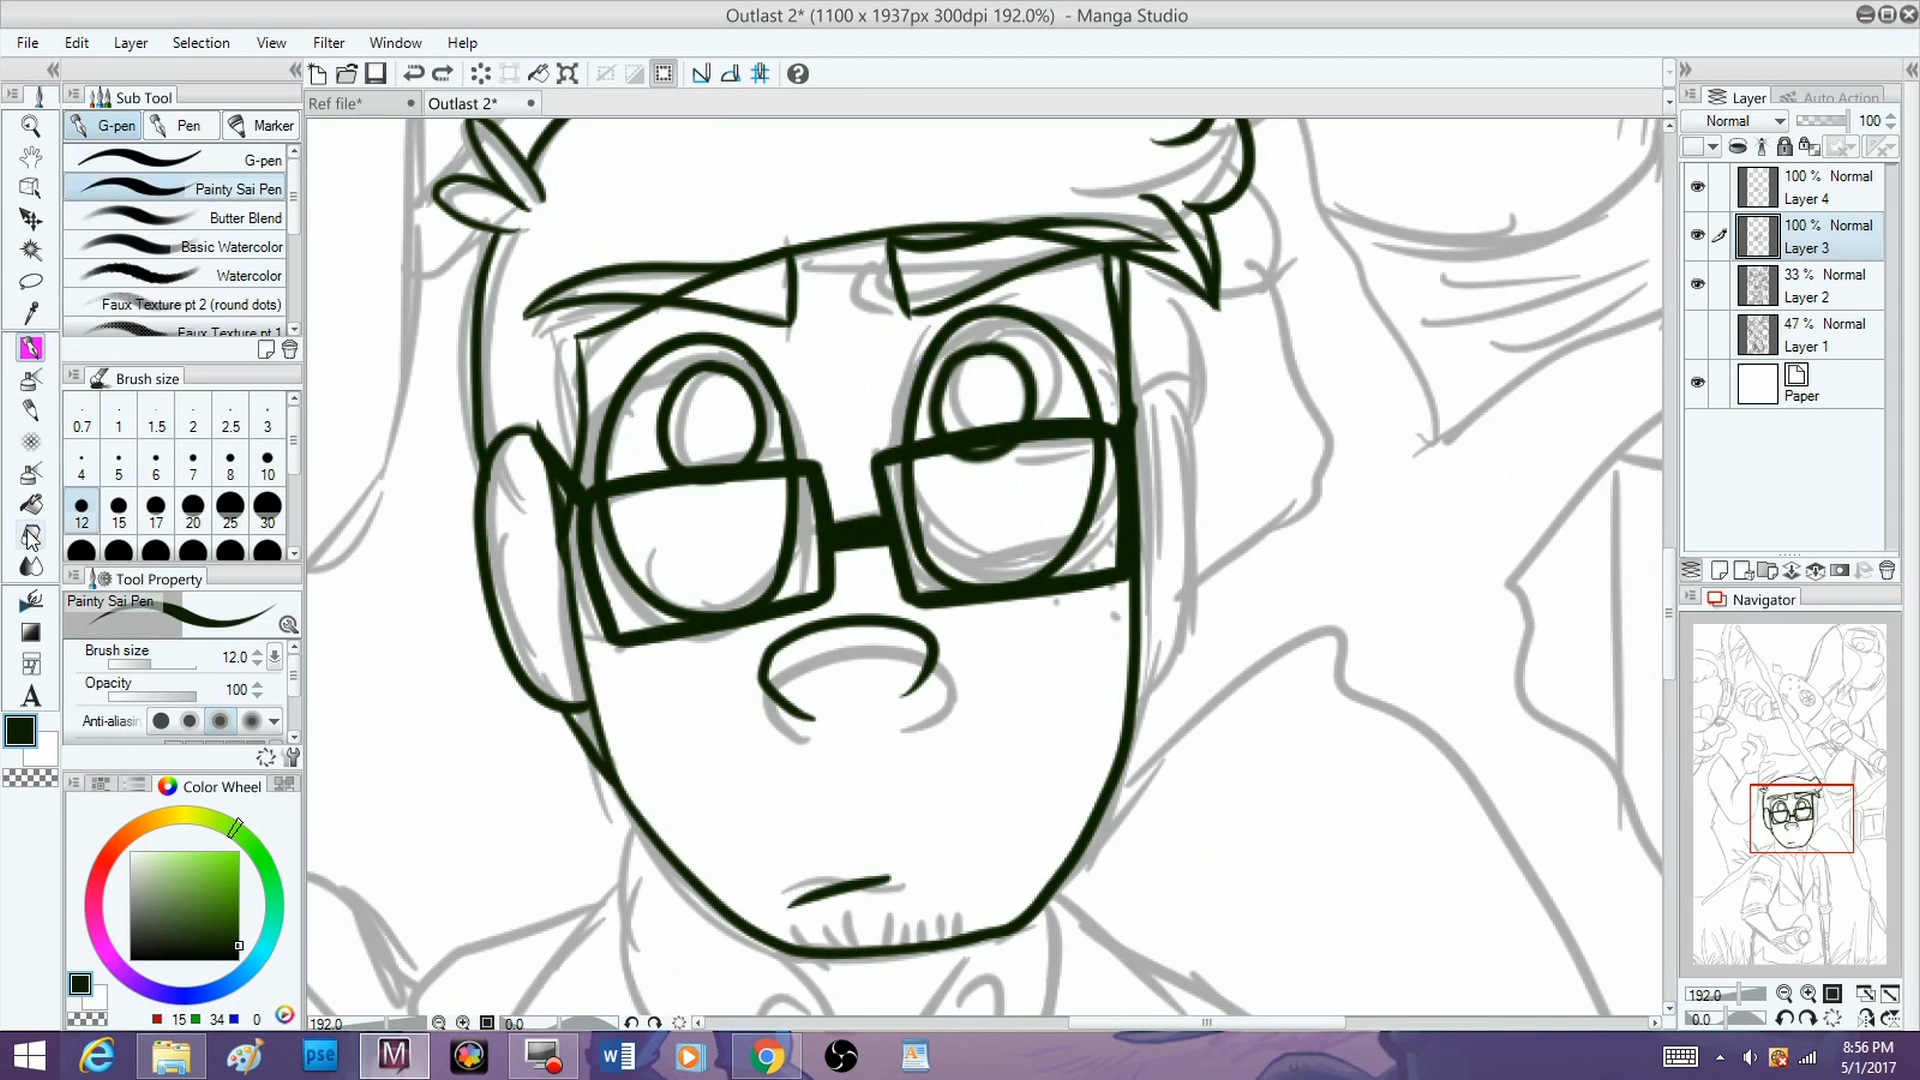 Outlast 2* (1100 x 1937px 300dpi 192.0%)  - Manga Studio
File Edit Layer Selection View Filter Window Help
Sub Tool
Ref file* Outlast 2*
Layer Auto Action
G-pen Pen Marker
Normal 100
G-pen
Painty Sai Pen
Butter Blend
Basic Watercolor
Watercolor
Faux Texture pt 2 (round dots)
Faux Texture pt 1
100 % Normal
Layer 4
100 % Normal
Layer 3
33 % Normal
Layer 2
47 % Normal
Layer 1
Paper
Brush size
0.7 1 1.5 2 2.5 3
4 5 6 7 8 10
12 15 17 20 25 30
Tool Property
Painty Sai Pen
Brush size 12.0
Opacity 100
Anti-aliasin
Navigator
Color Wheel
15 34 0
192.0 0.0
192.0
0.0
pse
A
8:56 PM
5/1/2017